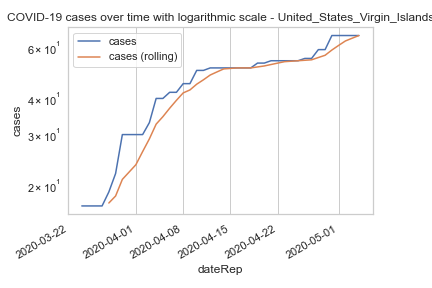 COVID-19 cases over time with logarithmic scale - United_States_Virgin_Islands
cases
cases (rolling)
6 × 10¹
4 × 10¹
3 × 10¹
2 × 10¹
cases
2020-03-22
2020-04-01
2020-04-08
2020-04-15
2020-04-22
2020-05-01
dateRep